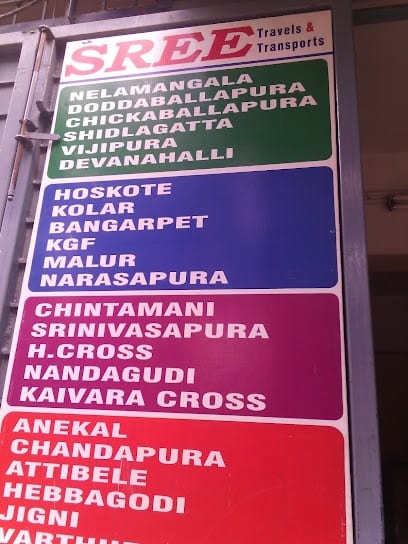 SREE Travels &
Transports
NELAMANGALA
DODDABALLAPURA
CHICKABALLAPURA
SHIDLAGATTA
VIJIPURA
DEVANAHALLI
HOSKOTE
KOLAR
BANGARPET
KGF
MALUR
NARASAPURA
CHINTAMANI
SRINIVASAPURA
H.CROSS
NANDAGUDI
KAIVARA CROSS
ANEKAL
CHANDAPURA
ATTIBELE
HEBBAGODI
JIGNI